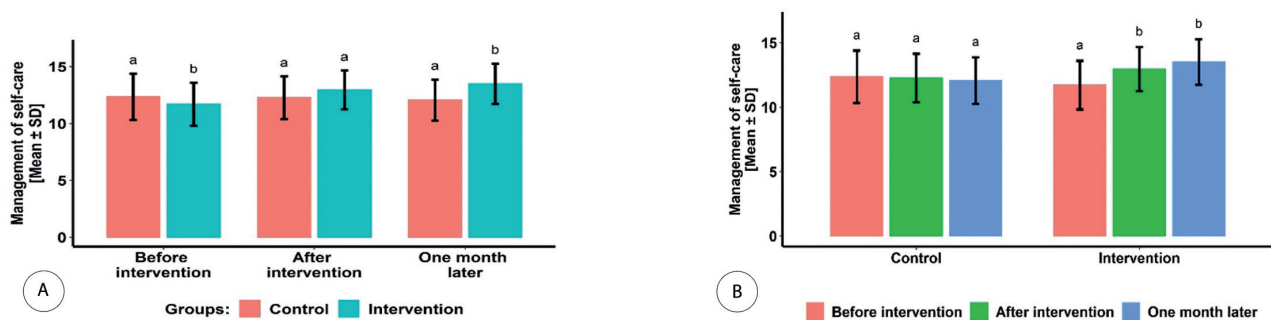 Management of self-care
[Mean ± SD]
15
10
5
0
a
b
a
a
a
b
Before
intervention
After
intervention
One month
later
Groups: Control Intervention
A
Management of self-care
[Mean ± SD]
15
10
5
0
a
a
a
a
b
b
Control
Intervention
Before intervention After intervention One month later
B